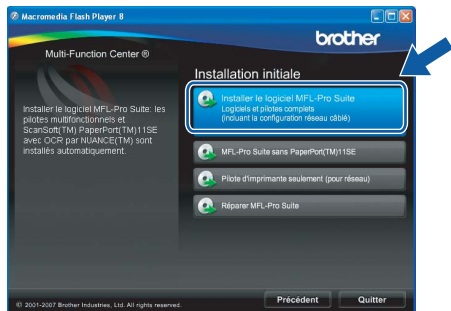 Macromedia Flash Player 8
brother
Multi-Function Center ®
Installation initiale
Installer le logiciel MFL-Pro Suite: les
pilotes multifonctionnels et
ScanSoft(TM) PaperPort(TM)11SE
avec OCR par NUANCE(TM) sont
installés automatiquement.
Installer le logiciel MFL-Pro Suite
Logiciels et pilotes complets
(incluant la configuration réseau câblé)
MFL-Pro Suite sans PaperPort(TM)11SE
Pilote d'imprimante seulement (pour réseau)
Réparer MFL-Pro Suite
© 2001-2007 Brother Industries, Ltd. All rights reserved.
Précédent
Quitter